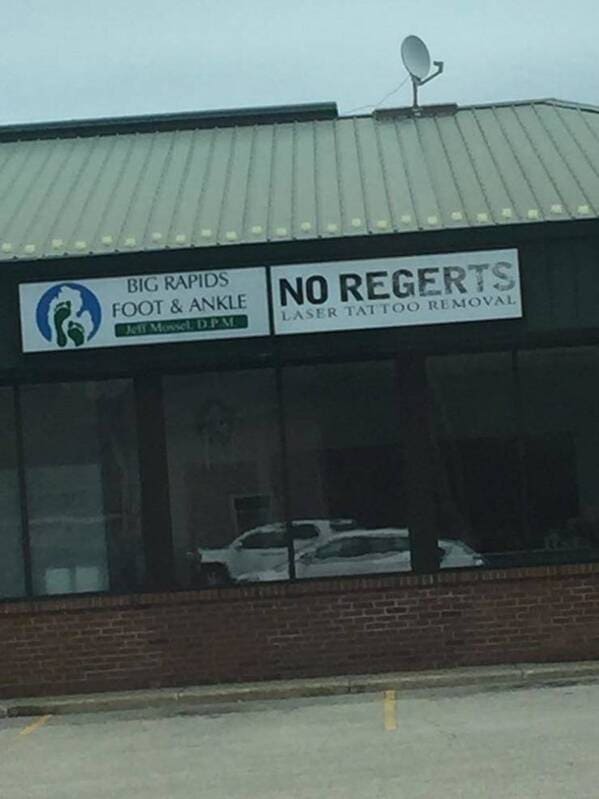 BIG RAPIDS
FOOT & ANKLE
Jeff Mossel, D.P.M.
NO REGERTS
LASER TATTOO REMOVAL